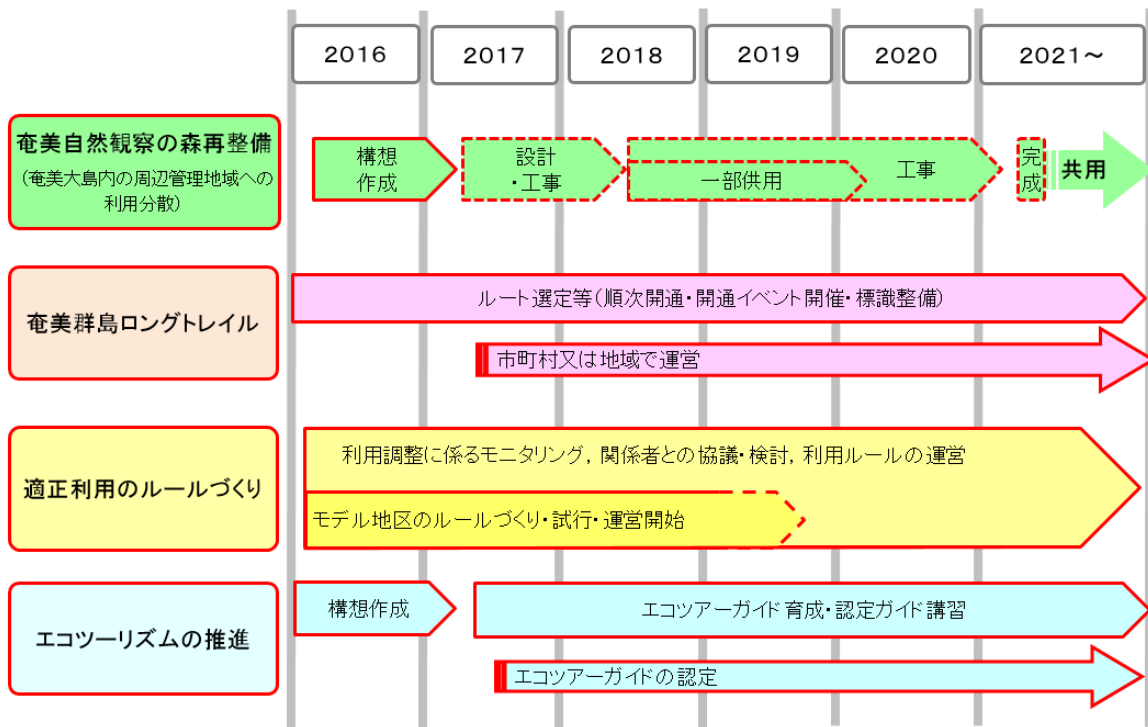 2016
2017
2018
2019
2020
2021～
奄美自然観察の森再整備
（奄美大島内の周辺管理地域への
利用分散）
構想
作成
設計
・工事
一部供用
工事
完
成
共用
奄美群島ロングトレイル
ルート選定等（順次開通・開通イベント開催・標識整備）
市町村又は地域で運営
適正利用のルールづくり
利用調整に係るモニタリング，関係者との協議・検討，利用ルールの運営
モデル地区のルールづくり・試行・運営開始
エコツーリズムの推進
構想作成
エコツアーガイド育成・認定ガイド講習
エコツアーガイドの認定